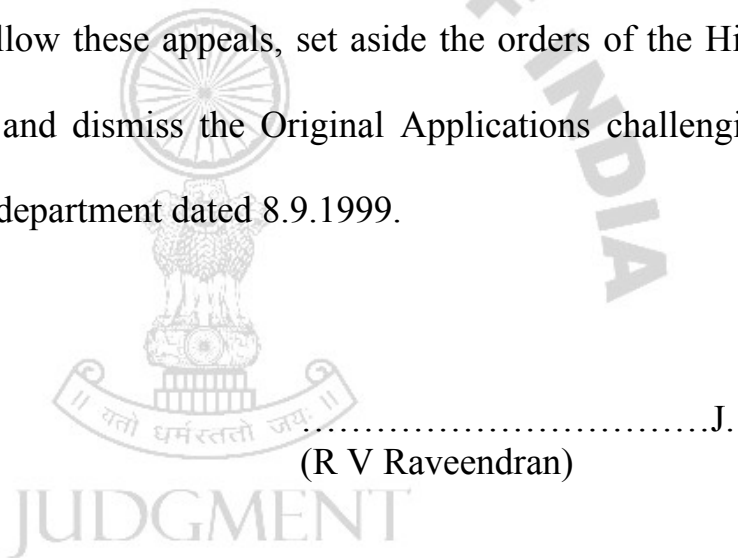 llow these appeals, set aside the orders of the Hi
and dismiss the Original Applications challengi
department dated 8.9.1999.
INDIA
॥ यतो धर्मस्ततो जयः ॥
……………………………J.
(R V Raveendran)
JUDGMENT